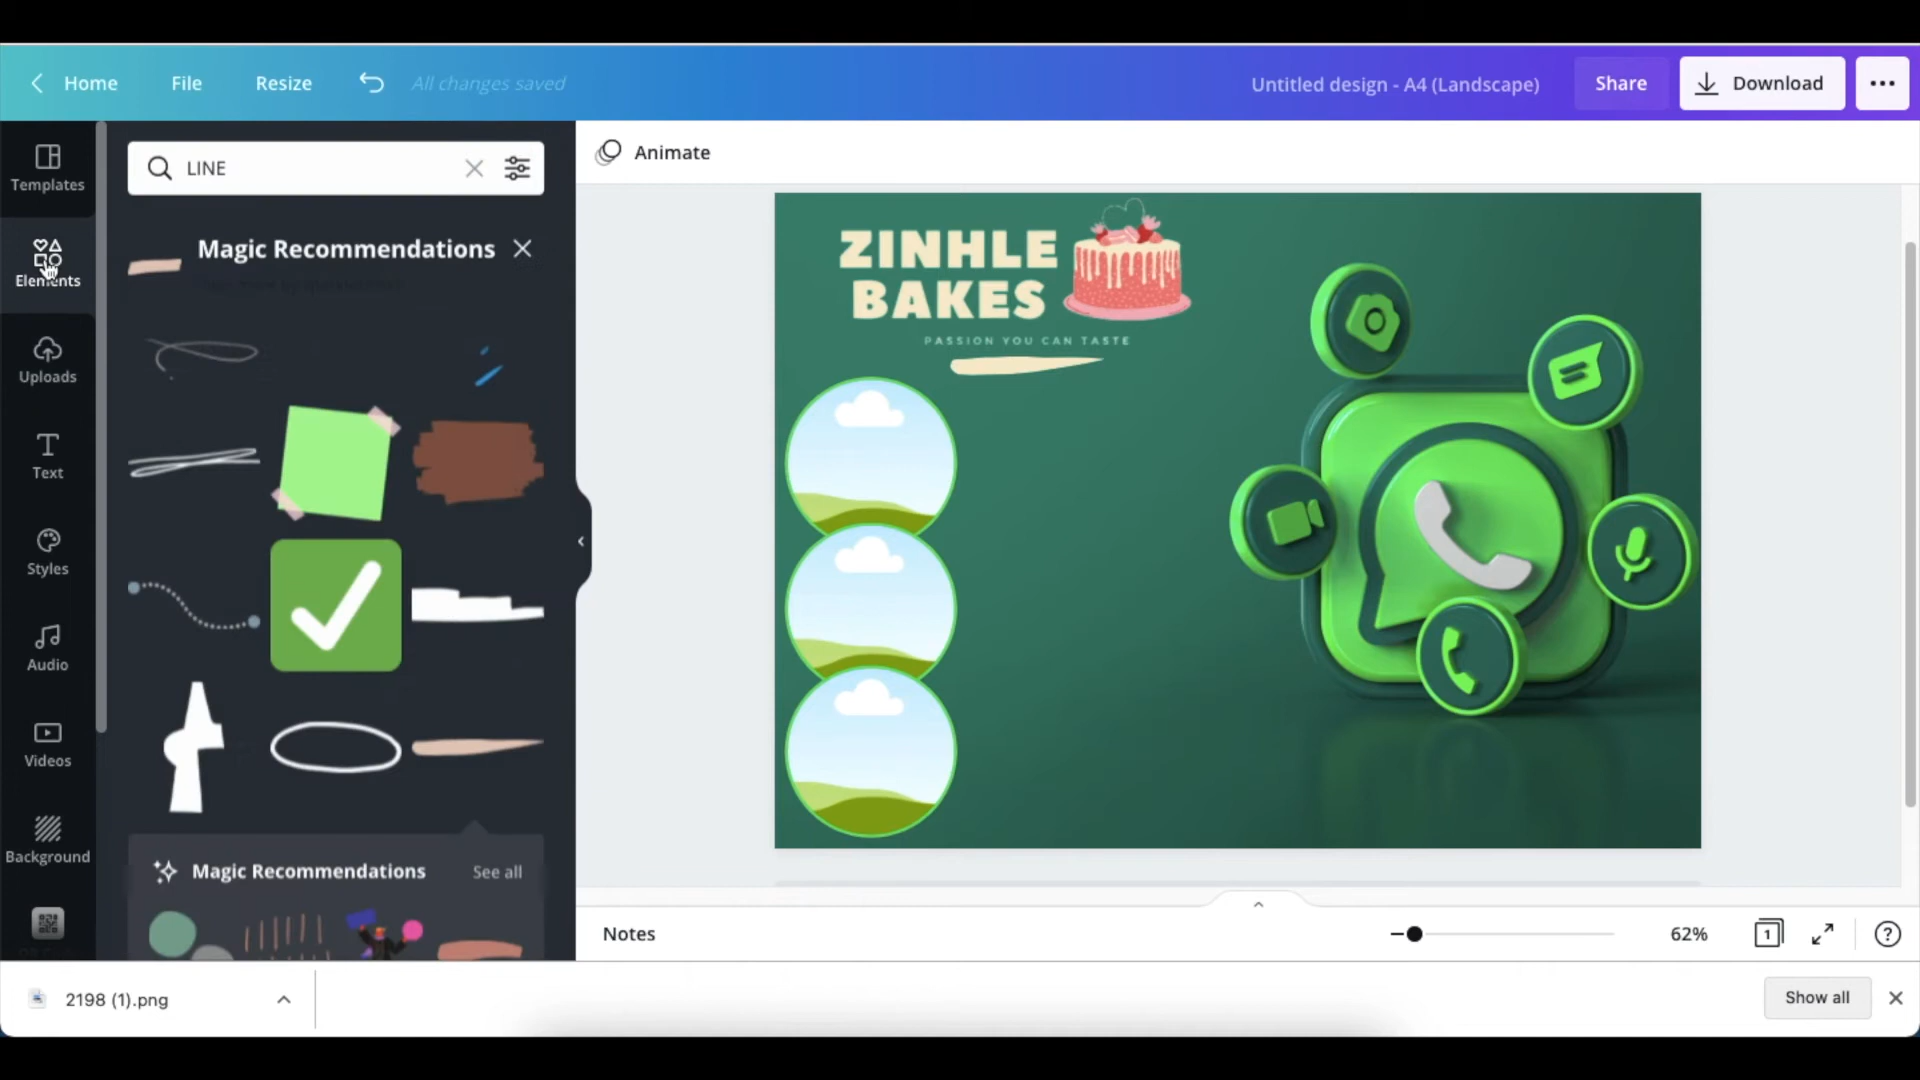 Home
File
Resize
All changes saved
Untitled design - A4 (Landscape)
Share
Download
Templates
Elements
Uploads
Text
Styles
Audio
Videos
Background
LINE
Magic Recommendations
Magic Recommendations
See all
Animate
ZINHLE
BAKES
PASSION YOU CAN TASTE
Notes
62%
1
?
2198 (1).png
Show all